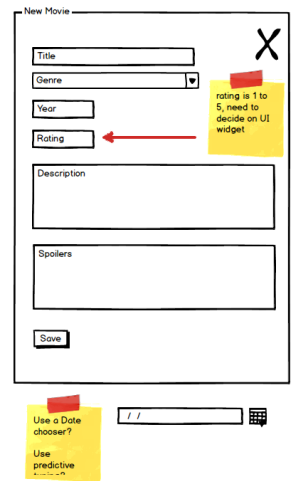 New Movie
X
Title
Genre
Year
Rating
rating is 1 to
5, need to
decide on UI
widget
Description
Spoilers
Save
Use a Date
chooser?
/ /
Use
predictive